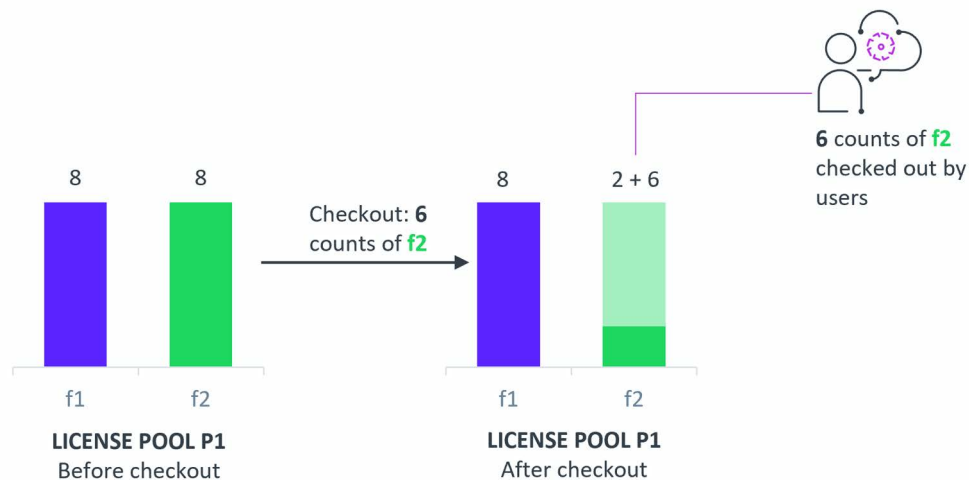 6 counts of f2
checked out by
users
8
8
Checkout: 6
counts of f2
8
2 + 6
f1
f2
f1
f2
LICENSE POOL P1
Before checkout
LICENSE POOL P1
After checkout